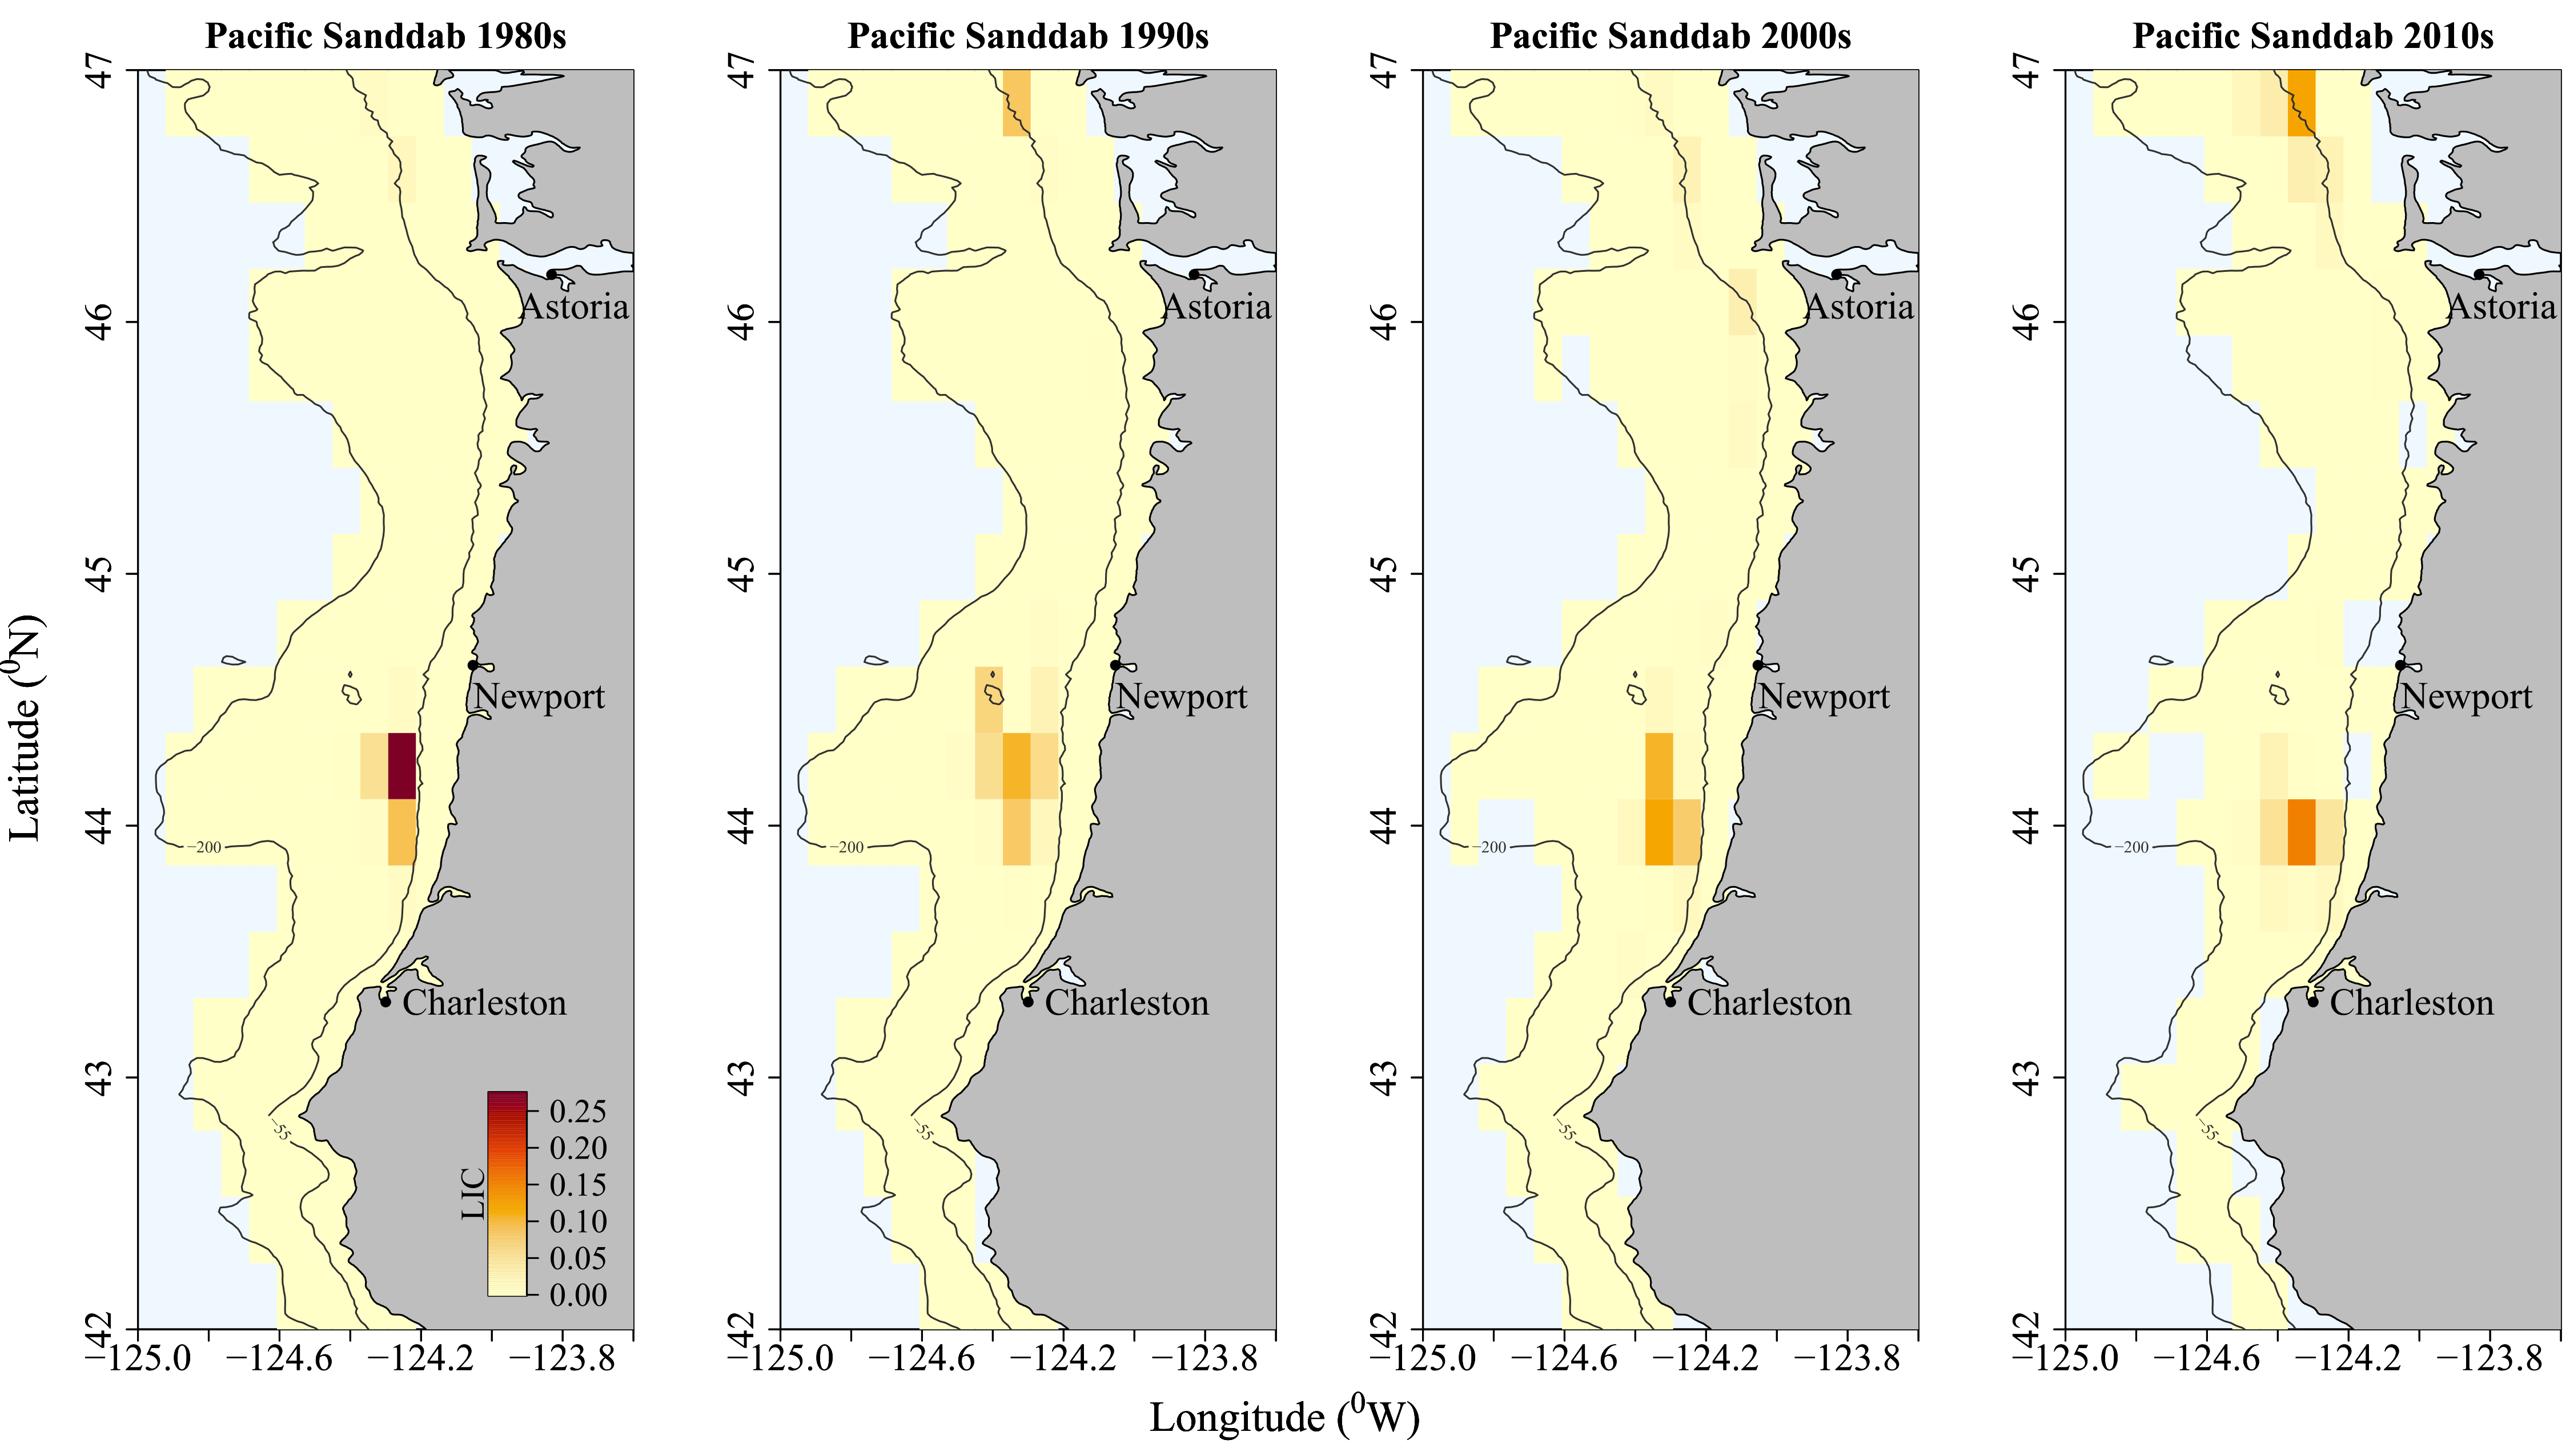 Pacific Sanddab 1980s
Pacific Sanddab 1990s
Pacific Sanddab 2000s
Pacific Sanddab 2010s
Latitude (⁰N)
47
46
45
44
43
42
Astoria
Newport
−200
Charleston
−55
LIC
0.25
0.20
0.15
0.10
0.05
0.00
−125.0 −124.6 −124.2 −123.8
47
46
45
44
43
42
Astoria
Newport
−200
Charleston
−55
−125.0 −124.6 −124.2 −123.8
47
46
45
44
43
42
Astoria
Newport
−200
Charleston
−55
−125.0 −124.6 −124.2 −123.8
47
46
45
44
43
42
Astoria
Newport
−200
Charleston
−55
−125.0 −124.6 −124.2 −123.8
Longitude (⁰W)